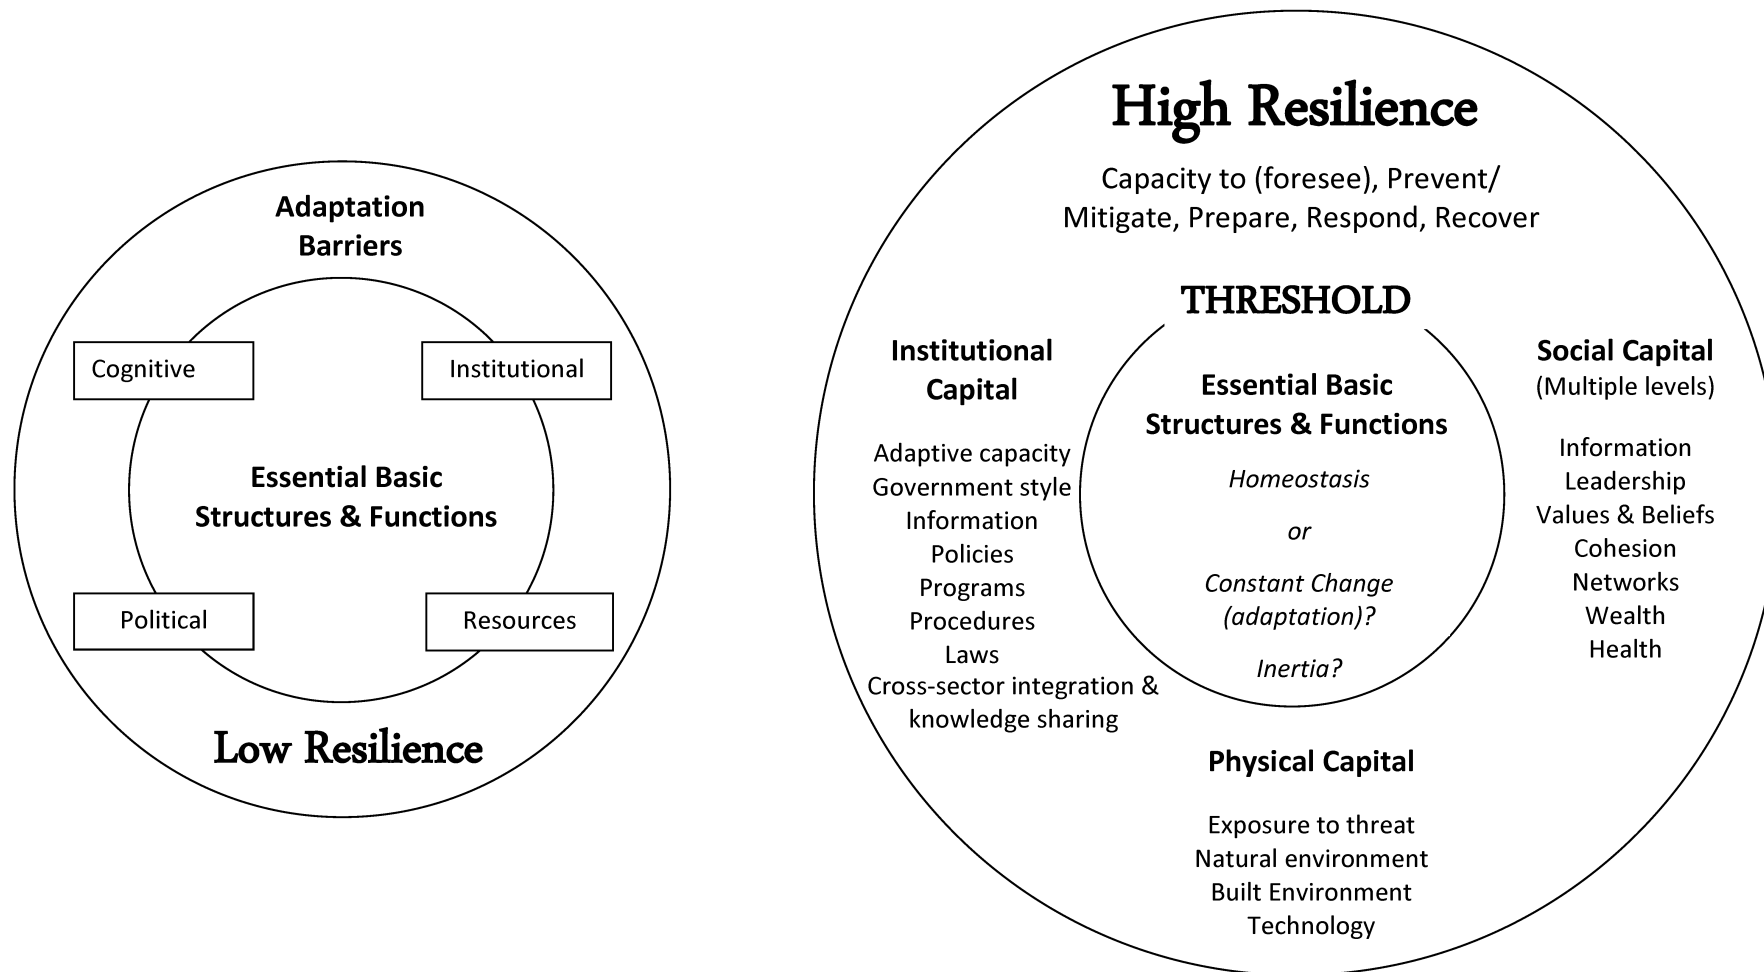 Adaptation
Barriers
Cognitive
Institutional
Essential Basic
Structures & Functions
Political
Resources
Low Resilience
High Resilience
Capacity to (foresee), Prevent/
Mitigate, Prepare, Respond, Recover
THRESHOLD
Institutional
Capital
Adaptive capacity
Government style
Information
Policies
Programs
Procedures
Laws
Cross-sector integration &
knowledge sharing
Essential Basic
Structures & Functions
Homeostasis
or
Constant Change
(adaptation)?
Inertia?
Social Capital
(Multiple levels)
Information
Leadership
Values & Beliefs
Cohesion
Networks
Wealth
Health
Physical Capital
Exposure to threat
Natural environment
Built Environment
Technology